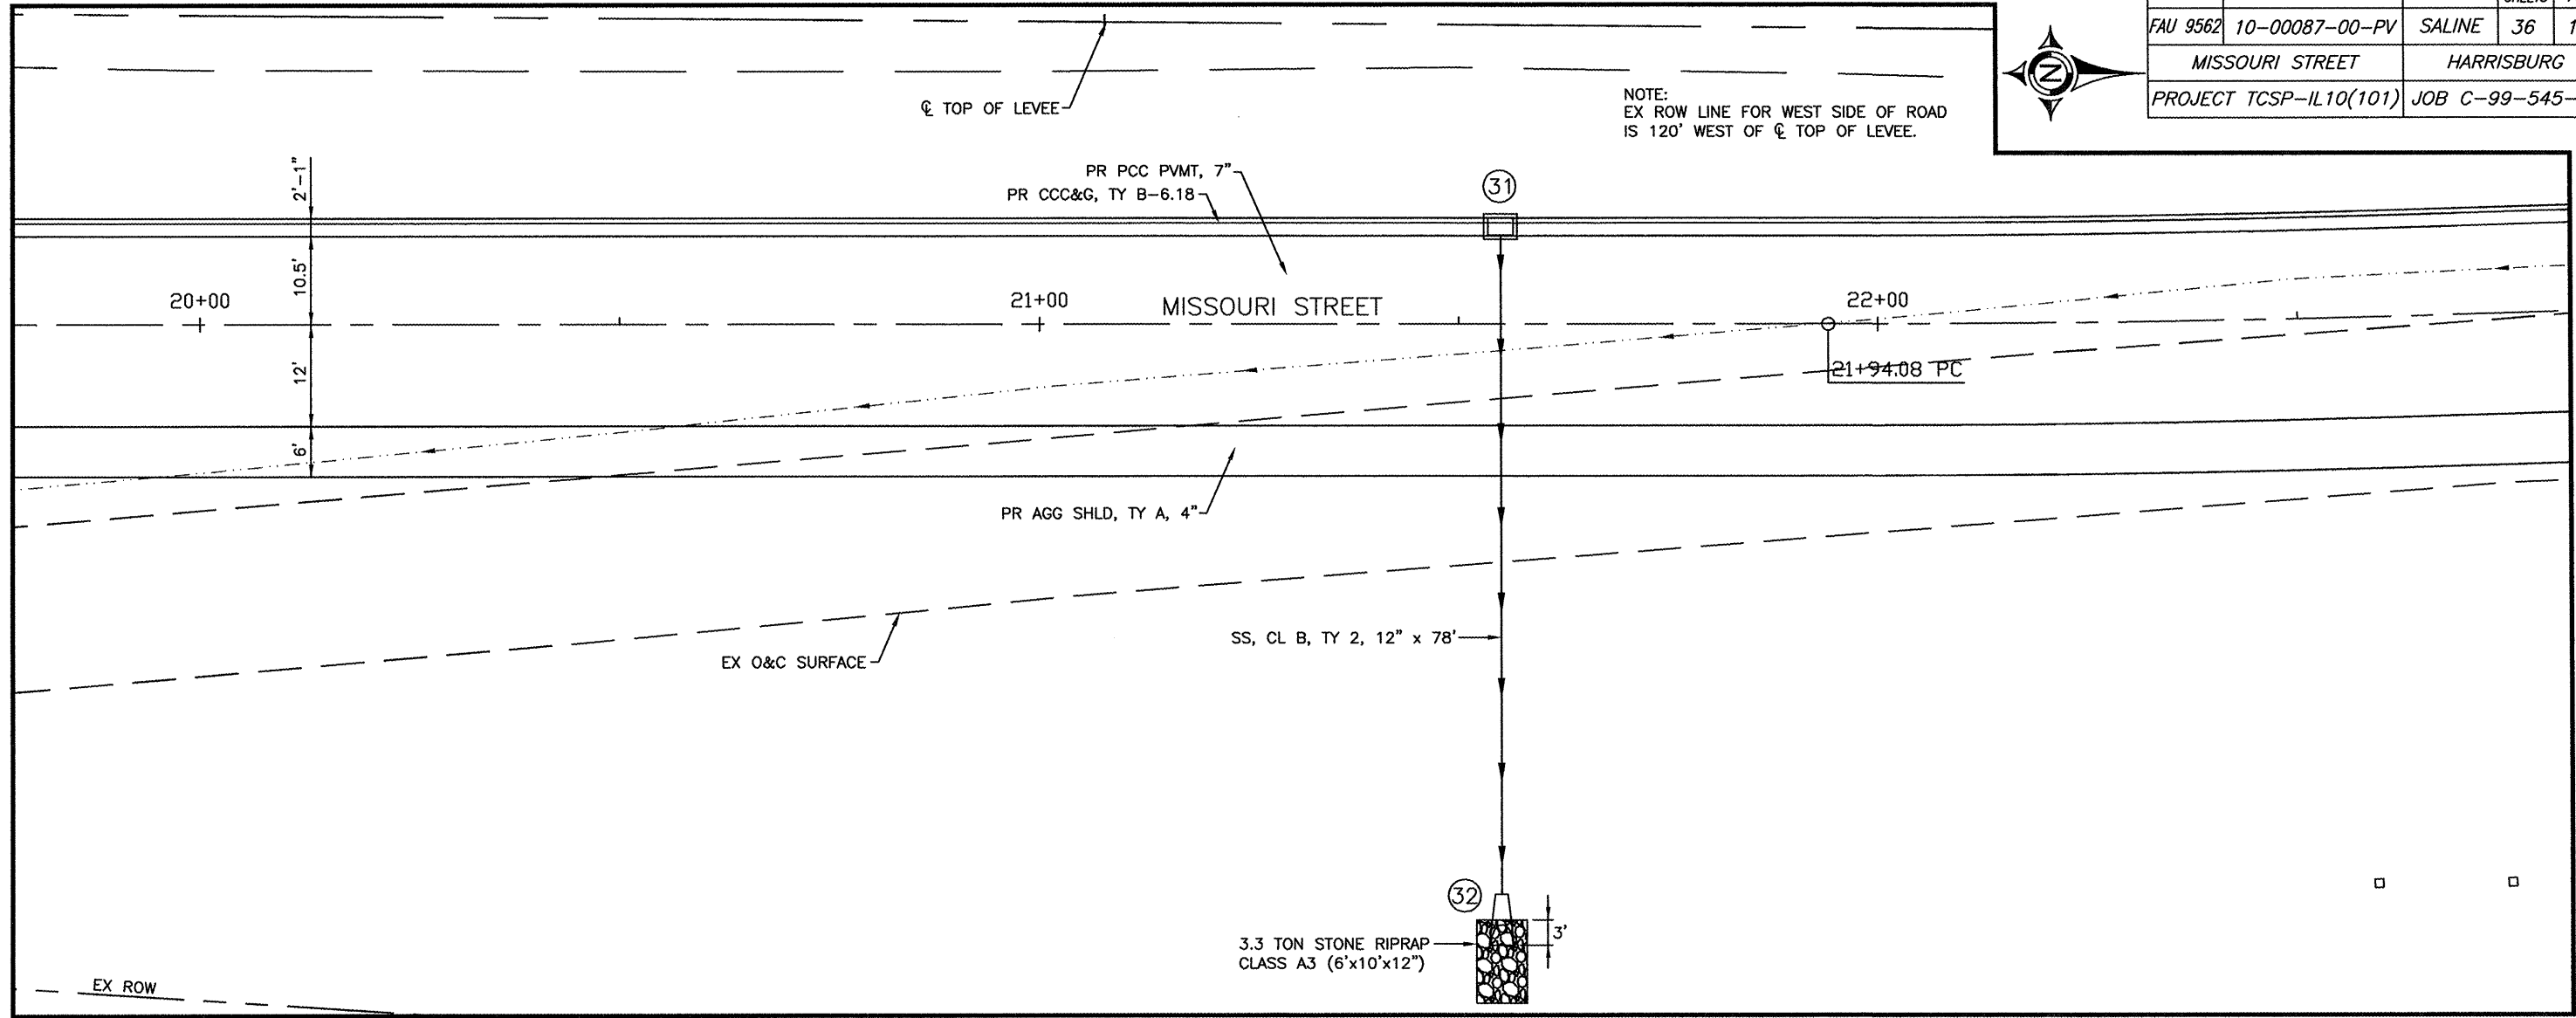 FAU 9562 10-00087-00-PV SALINE 36
MISSOURI STREET HARRISBURG
PROJECT TCSP-IL10(101) JOB C-99-545-
N
℄ TOP OF LEVEE
NOTE:
EX ROW LINE FOR WEST SIDE OF ROAD
IS 120' WEST OF ℄ TOP OF LEVEE.
2'-1"
PR PCC PVMT, 7"
PR CCC&G, TY B-6.18
31
10.5'
20+00
21+00
MISSOURI STREET
22+00
12'
21+94.08 PC
6'
PR AGG SHLD, TY A, 4"
SS, CL B, TY 2, 12" x 78'
EX O&C SURFACE
32
3'
3.3 TON STONE RIPRAP
CLASS A3 (6'x10'x12")
EX ROW